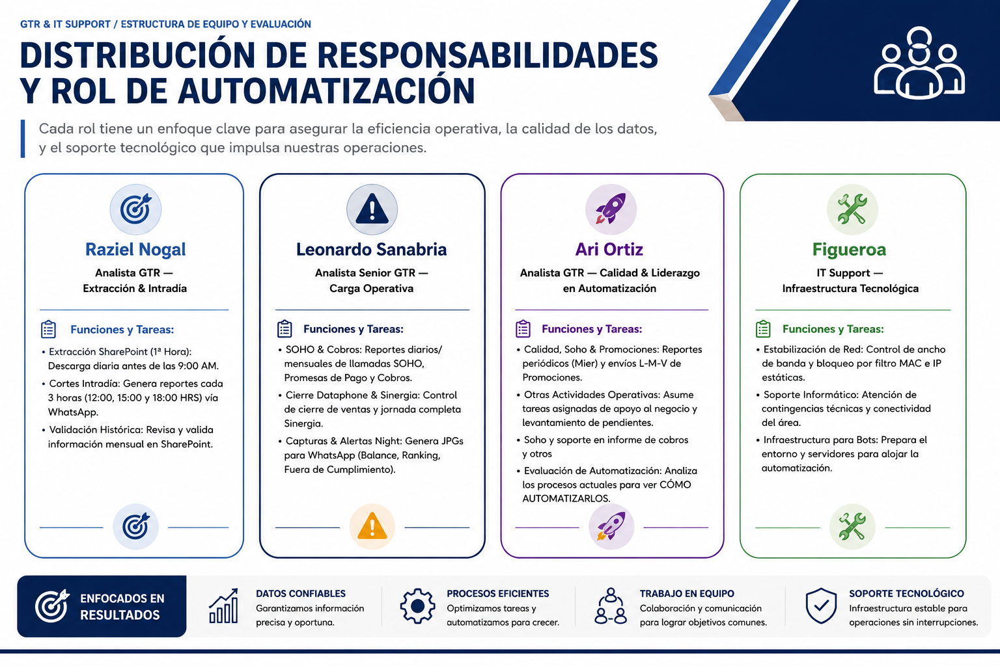 GTR & IT SUPPORT / ESTRUCTURA DE EQUIPO Y EVALUACIÓN
DISTRIBUCIÓN DE RESPONSABILIDADES
Y ROL DE AUTOMATIZACIÓN
Cada rol tiene un enfoque clave para asegurar la eficiencia operativa, la calidad de los datos,
y el soporte tecnológico que impulsa nuestras operaciones.
Raziel Nogal
Analista GTR —
Extracción & Intradía
Funciones y Tareas:
• Extracción SharePoint (1ª Hora):
Descarga diaria antes de las 9:00 AM.
• Cortes Intradía: Genera reportes cada
3 horas (12:00, 15:00 y 18:00 HRS) vía
WhatsApp.
• Validación Histórica: Revisa y valida
información mensual en SharePoint.
Leonardo Sanabria
Analista Senior GTR —
Carga Operativa
Funciones y Tareas:
• SOHO & Cobros: Reportes diarios/
mensuales de llamadas SOHO,
Promesas de Pago y Cobros.
• Cierre Dataphone & Sinergia: Control
de cierre de ventas y jornada completa
Sinergia.
• Capturas & Alertas Night: Genera JPGs
para WhatsApp (Balance, Ranking,
Fuera de Cumplimiento).
Ari Ortiz
Analista GTR — Calidad & Liderazgo
en Automatización
Funciones y Tareas:
• Calidad, Soho & Promociones: Reportes
periódicos (Mier) y envíos L-M-V de
Promociones.
• Otras Actividades Operativas: Asume
tareas asignadas de apoyo al negocio y
levantamiento de pendientes.
• Soho y soporte en informe de cobros
y otros
• Evaluación de Automatización: Analiza
los procesos actuales para ver CÓMO
AUTOMATIZARLOS.
Figueroa
IT Support —
Infraestructura Tecnológica
Funciones y Tareas:
• Estabilización de Red: Control de ancho
de banda y bloqueo por filtro MAC e IP
estáticas.
• Soporte Informático: Atención de
contingencias técnicas y conectividad
del área.
• Infraestructura para Bots: Prepara el
entorno y servidores para alojar la
automatización.
ENFOCADOS EN
RESULTADOS
DATOS CONFIABLES
Garantizamos información
precisa y oportuna.
PROCESOS EFICIENTES
Optimizamos tareas y
automatizamos para crecer.
TRABAJO EN EQUIPO
Colaboración y comunicación
para lograr objetivos comunes.
SOPORTE TECNOLÓGICO
Infraestructura estable para
operaciones sin interrupciones.